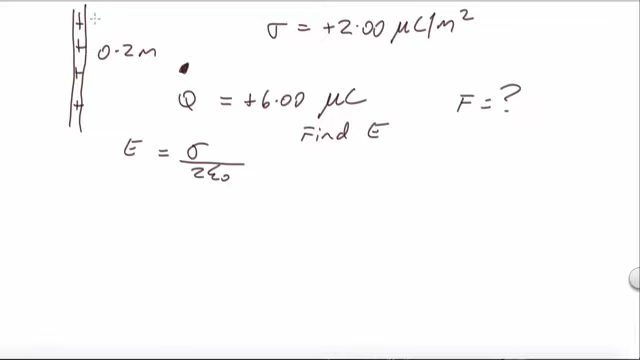 σ = +2.00 μC/m²
0.2m
Q = +6.00 μC
F = ?
Find E
E = σ/2ε₀